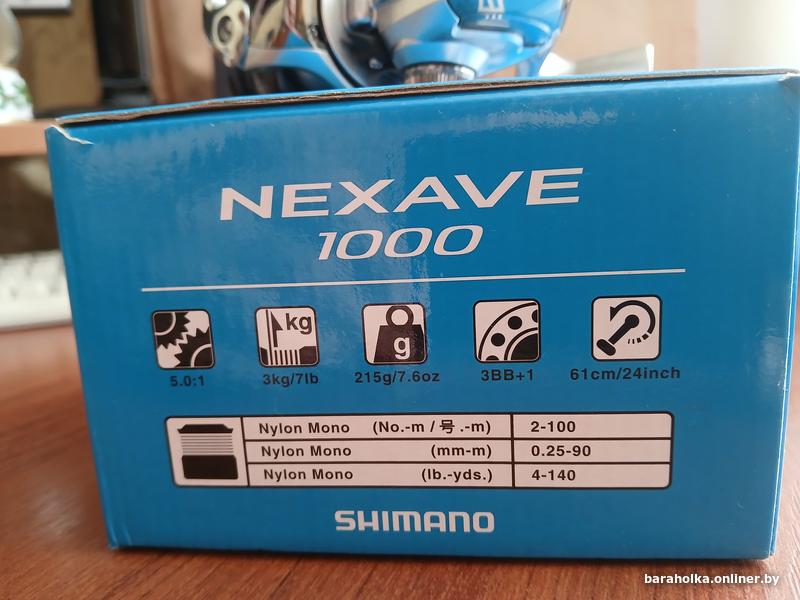 NEXAVE
1000
kg
g
5.0:1
3kg/7lb
215g/7.6oz
3BB+1
61cm/24inch
Nylon Mono (No.-m / 号.-m) 2-100
Nylon Mono (mm-m) 0.25-90
Nylon Mono (lb.-yds.) 4-140
SHIMANO
baraholka.onliner.by